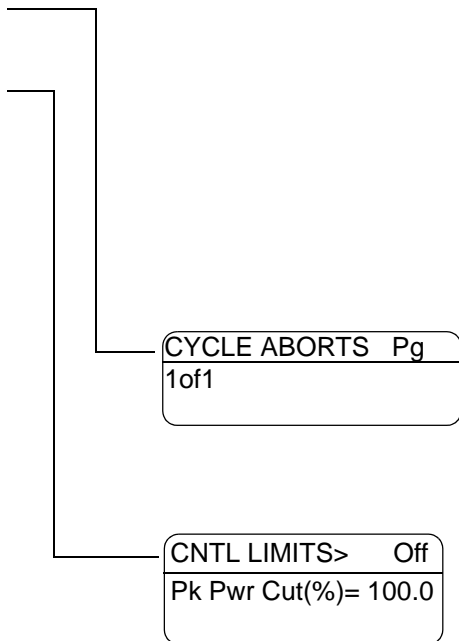 CYCLE ABORTS Pg
1of1
CNTL LIMITS> Off
Pk Pwr Cut(%)= 100.0